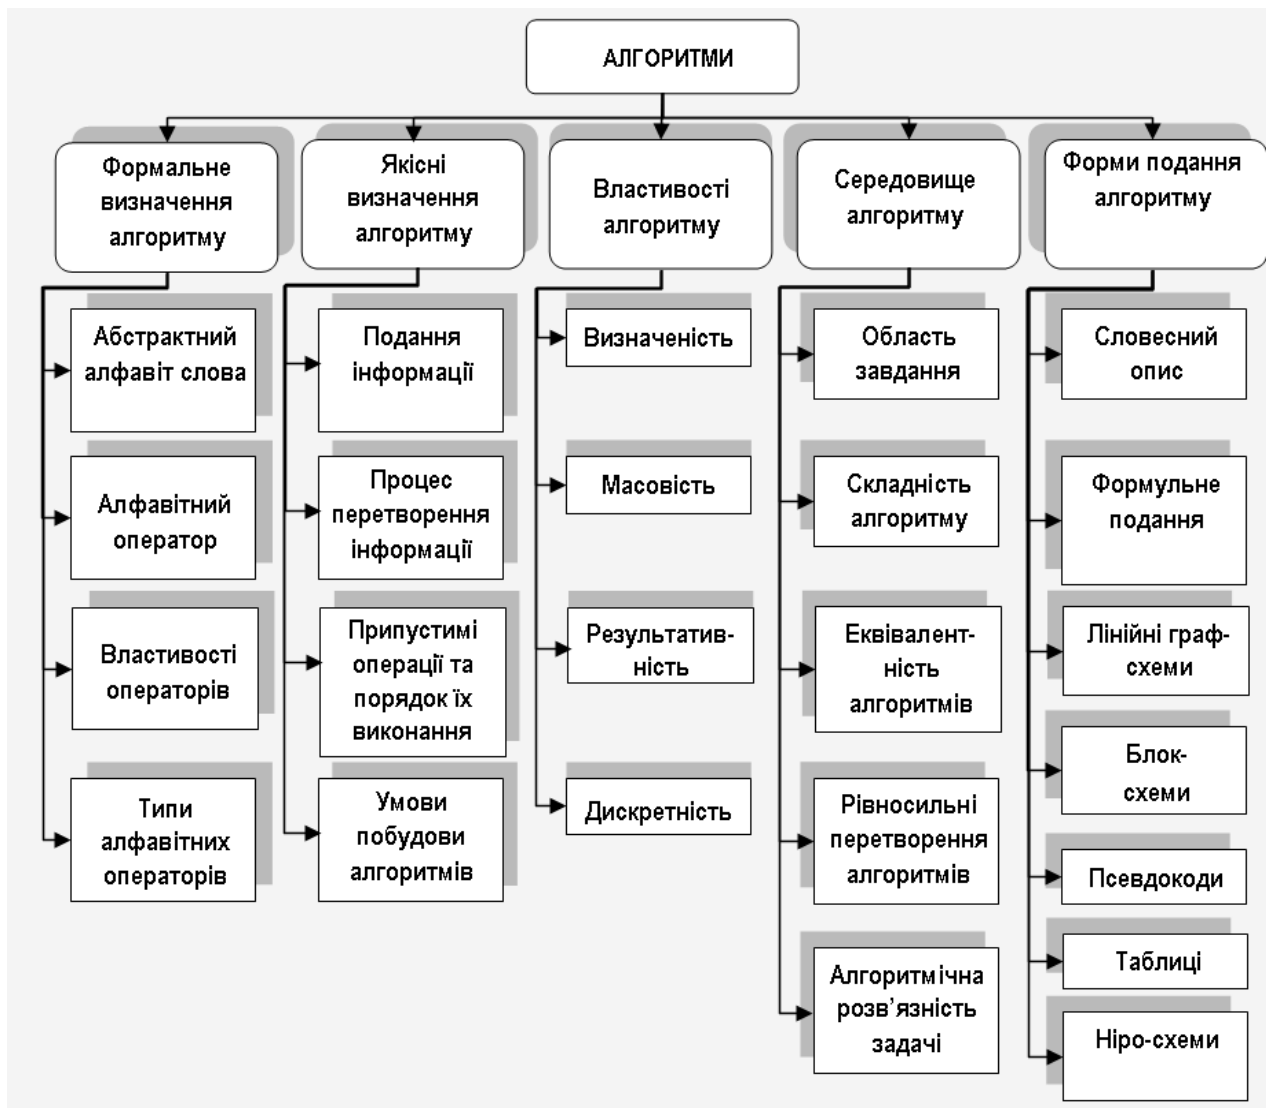 АЛГОРИТМИ
Формальне
визначення
алгоритму
Якісні
визначення
алгоритму
Властивості
алгоритму
Середовище
алгоритму
Форми подання
алгоритму
Абстрактний
алфавіт слова
Алфавітний
оператор
Властивості
операторів
Типи
алфавітних
операторів
Подання
інформації
Процес
перетворення
інформації
Припустимі
операції та
порядок їх
виконання
Умови
побудови
алгоритмів
Визначеність
Масовість
Результатив-
ність
Дискретність
Область
завдання
Складність
алгоритму
Еквівалент-
ність
алгоритмів
Рівносильні
перетворення
алгоритмів
Алгоритмічна
розв’язність
задачі
Словесний
опис
Формульне
подання
Лінійні граф-
схеми
Блок-
схеми
Псевдокоди
Таблиці
Ніро-схеми